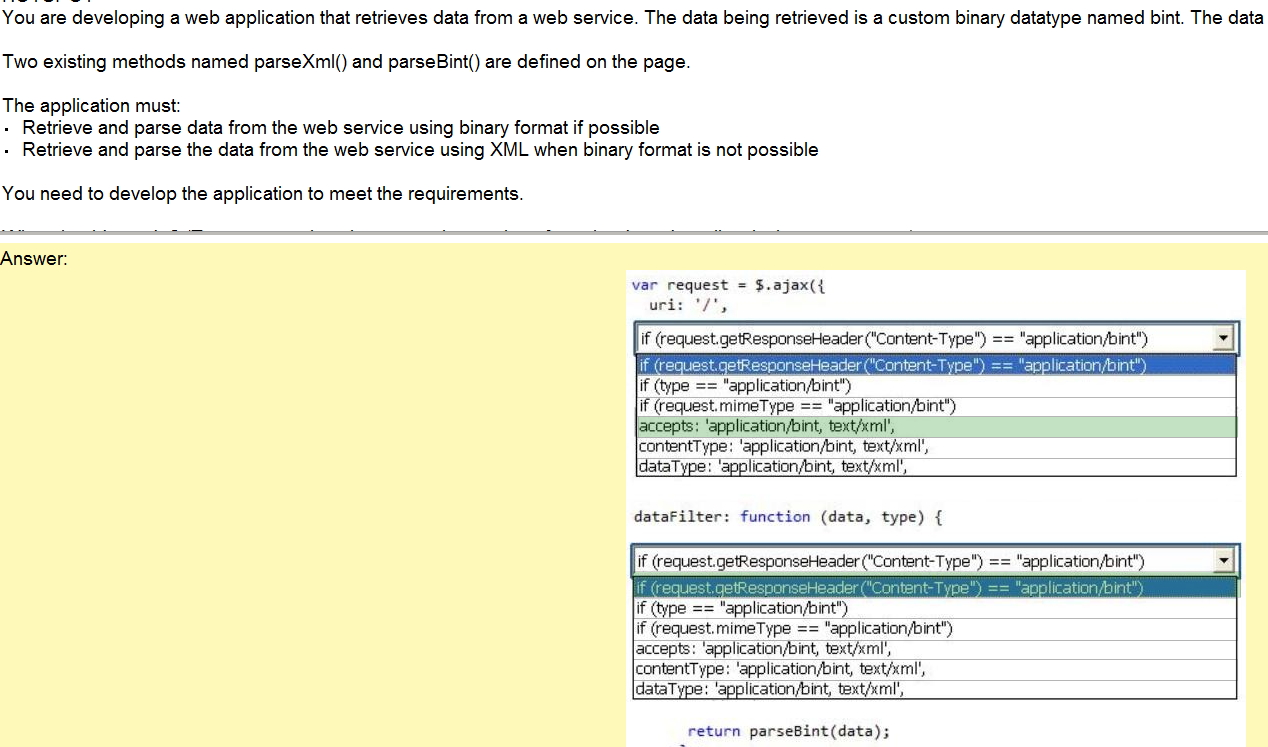 You are developing a web application that retrieves data from a web service. The data being retrieved is a custom binary datatype named bint. The data
Two existing methods named parseXml() and parseBint() are defined on the page.
The application must:
· Retrieve and parse data from the web service using binary format if possible
· Retrieve and parse the data from the web service using XML when binary format is not possible
You need to develop the application to meet the requirements.
Answer:
var request = $.ajax({
uri: '/',
if (request.getResponseHeader("Content-Type") == "application/bint")
if (request.getResponseHeader("Content-Type") == "application/bint")
if (type == "application/bint")
if (request.mimeType == "application/bint")
accepts: 'application/bint, text/xml',
contentType: 'application/bint, text/xml',
dataType: 'application/bint, text/xml',
dataFilter: function (data, type) {
if (request.getResponseHeader("Content-Type") == "application/bint")
if (request.getResponseHeader("Content-Type") == "application/bint")
if (type == "application/bint")
if (request.mimeType == "application/bint")
accepts: 'application/bint, text/xml',
contentType: 'application/bint, text/xml',
dataType: 'application/bint, text/xml',
return parseBint(data);